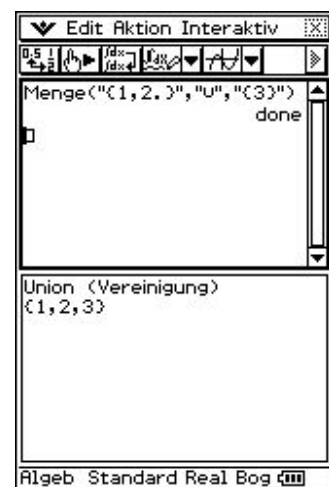 Edit Aktion Interaktiv
Menge("{1,2.}","∪","{3}")
done
Union (Vereinigung)
{1,2,3}
Algeb Standard Real Bog